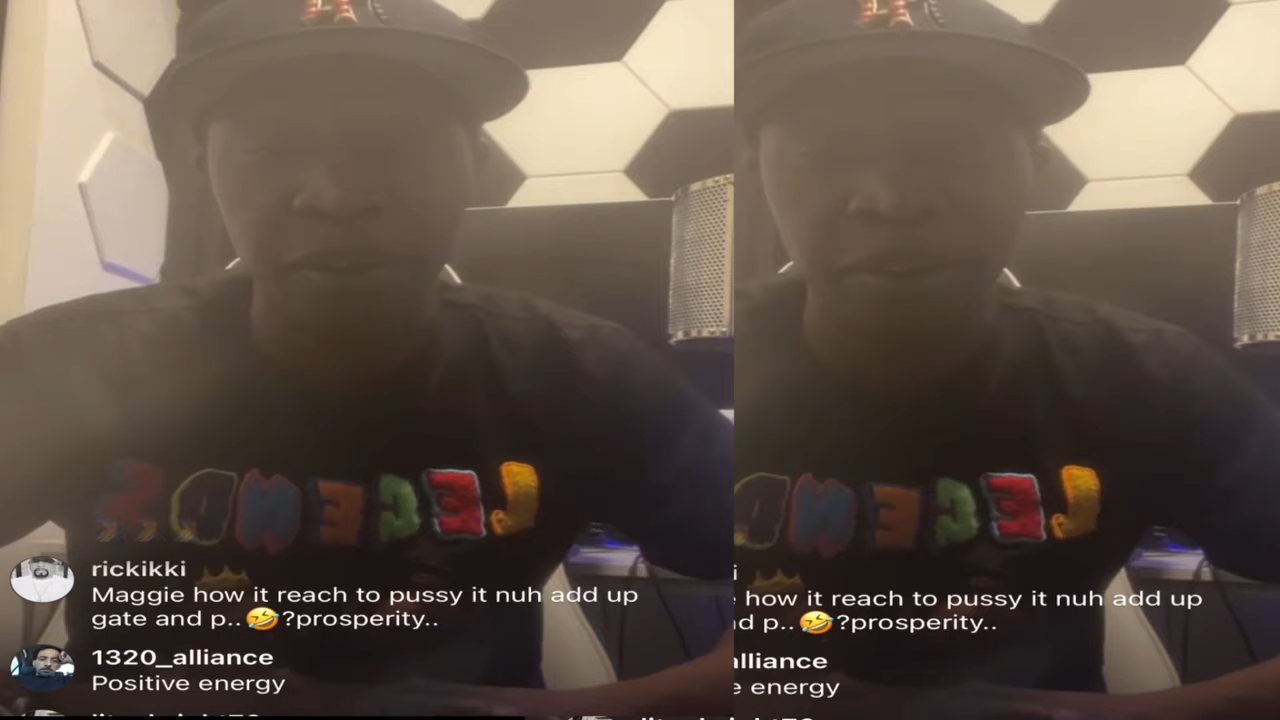 H
LEGENDS
rickikki
Maggie how it reach to pussy it nuh add up
gate and p..🤣?prosperity..
1320_alliance
Positive energy
how it reach to pussy it nuh add up
d p..🤣?prosperity..
alliance
energy